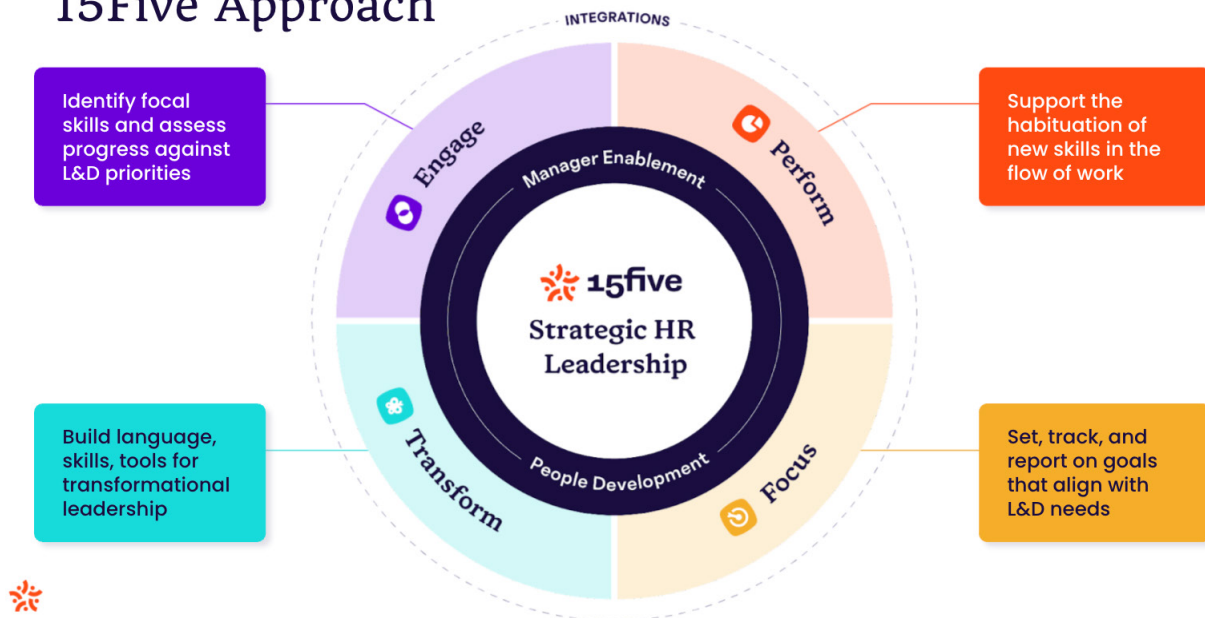 15Five Approach
INTEGRATIONS
Identify focal
skills and assess
progress against
L&D priorities
Engage
Perform
Support the
habituation of
new skills in the
flow of work
Manager Enablement
15five
Strategic HR
Leadership
People Development
Build language,
skills, tools for
transformational
leadership
Transform
Focus
Set, track, and
report on goals
that align with
L&D needs